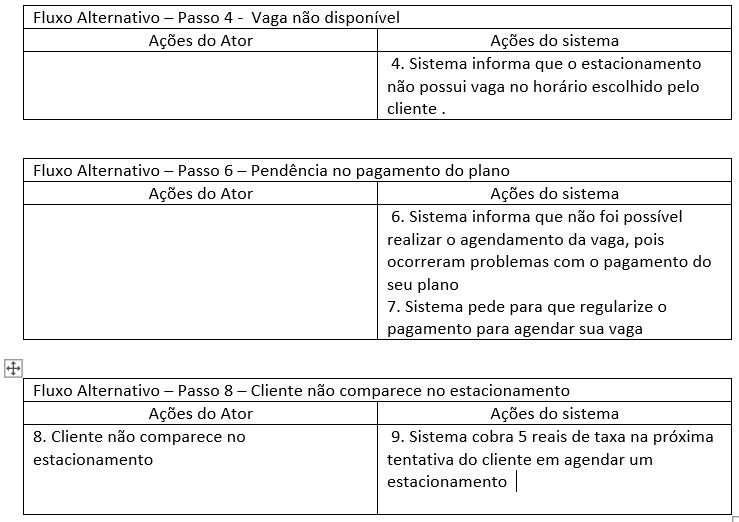 Fluxo Alternativo – Passo 4 -  Vaga não disponível
Ações do Ator
Ações do sistema
4. Sistema informa que o estacionamento
não possui vaga no horário escolhido pelo
cliente .
Fluxo Alternativo – Passo 6 – Pendência no pagamento do plano
Ações do Ator
Ações do sistema
6. Sistema informa que não foi possível
realizar o agendamento da vaga, pois
ocorreram problemas com o pagamento do
seu plano
7. Sistema pede para que regularize o
pagamento para agendar sua vaga
Fluxo Alternativo – Passo 8 – Cliente não comparece no estacionamento
Ações do Ator
Ações do sistema
8. Cliente não comparece no
estacionamento
9. Sistema cobra 5 reais de taxa na próxima
tentativa do cliente em agendar um
estacionamento